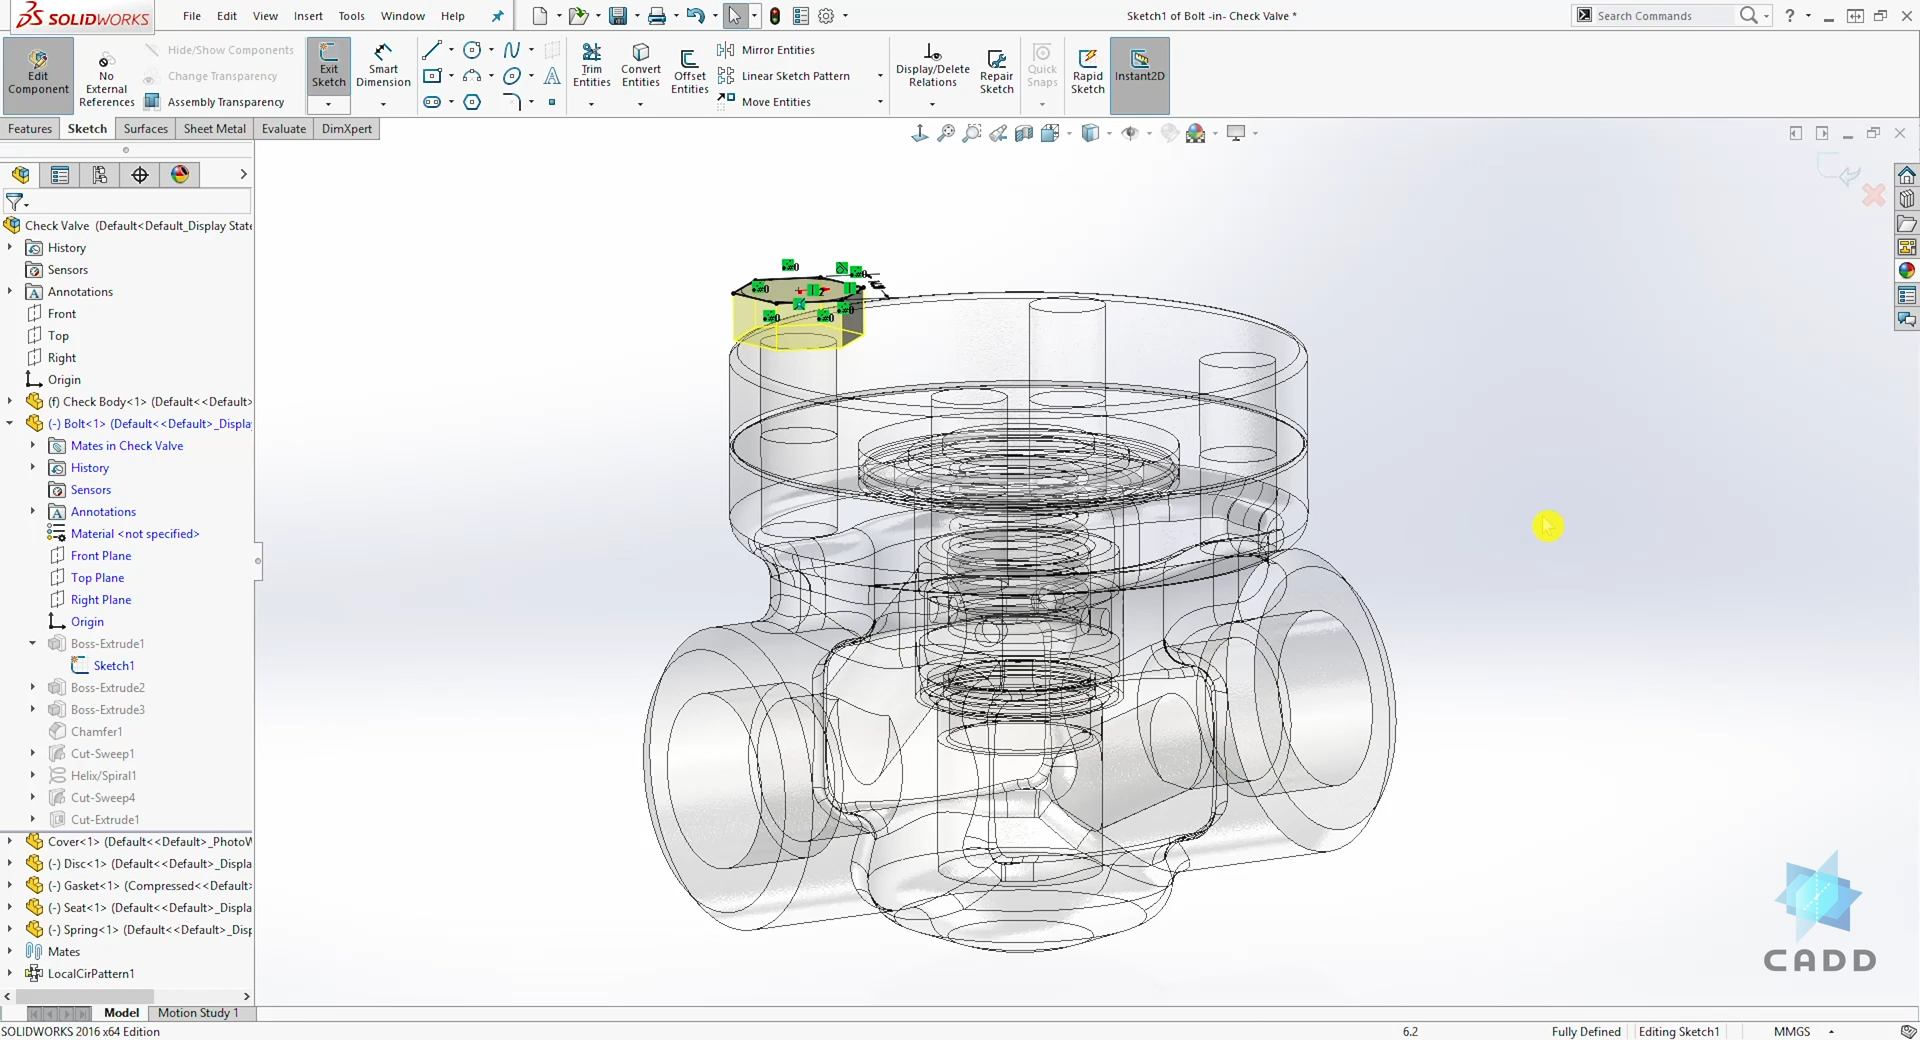 SOLIDWORKS
File Edit View Insert Tools Window Help
Sketch1 of Bolt -in- Check Valve *
Search Commands
Edit Component
No External References
Hide/Show Components
Change Transparency
Assembly Transparency
Exit Sketch
Smart Dimension
Trim Entities
Convert Entities
Offset Entities
Mirror Entities
Linear Sketch Pattern
Move Entities
Display/Delete Relations
Repair Sketch
Quick Snaps
Rapid Sketch
Instant2D
Features Sketch Surfaces Sheet Metal Evaluate DimXpert
Check Valve (Default<Default_Display State
History
Sensors
Annotations
Front
Top
Right
Origin
(f) Check Body<1> (Default<<Default>
(-) Bolt<1> (Default<<Default>_Displa
Mates in Check Valve
History
Sensors
Annotations
Material <not specified>
Front Plane
Top Plane
Right Plane
Origin
Boss-Extrude1
Sketch1
Boss-Extrude2
Boss-Extrude3
Chamfer1
Cut-Sweep1
Helix/Spiral1
Cut-Sweep4
Cut-Extrude1
Cover<1> (Default<<Default>_PhotoW
(-) Disc<1> (Default<<Default>_Displa
(-) Gasket<1> (Compressed<<Default>
(-) Seat<1> (Default<<Default>_Displa
(-) Spring<1> (Default<<Default>_Disp
Mates
LocalCirPattern1
CADD
Model Motion Study 1
SOLIDWORKS 2016 x64 Edition
6.2 Fully Defined Editing Sketch1 MMGS